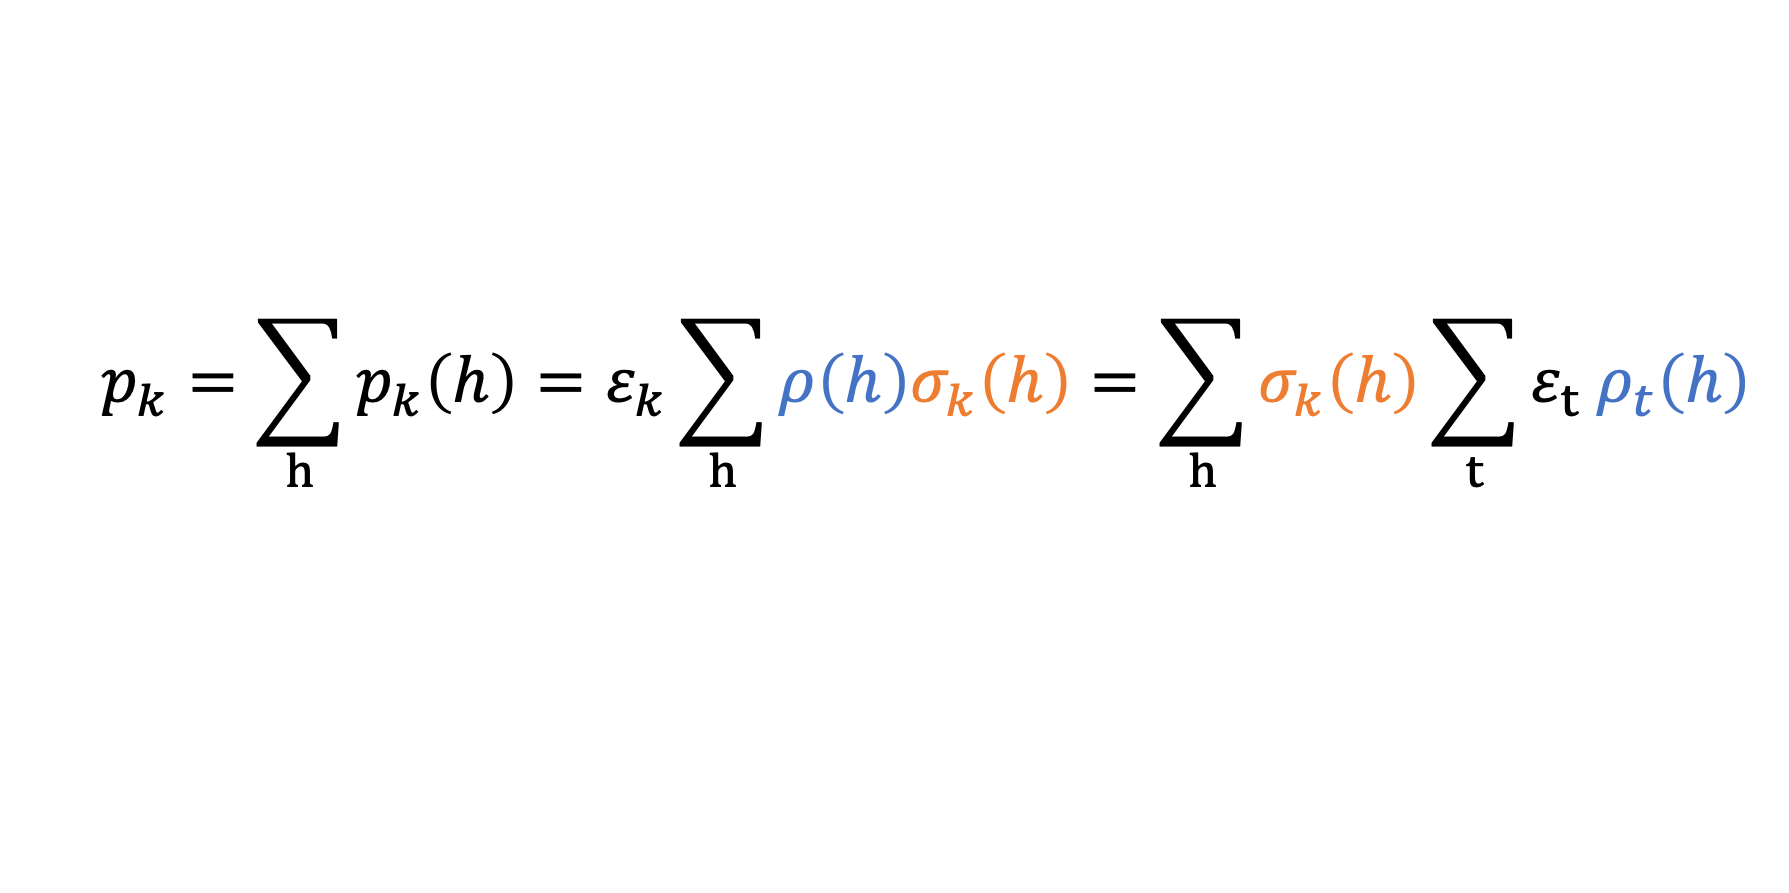 p_k = ∑_h p_k(h) = ε_k ∑_h ρ(h)σ_k(h) = ∑_h σ_k(h) ∑_t ε_t ρ_t(h)